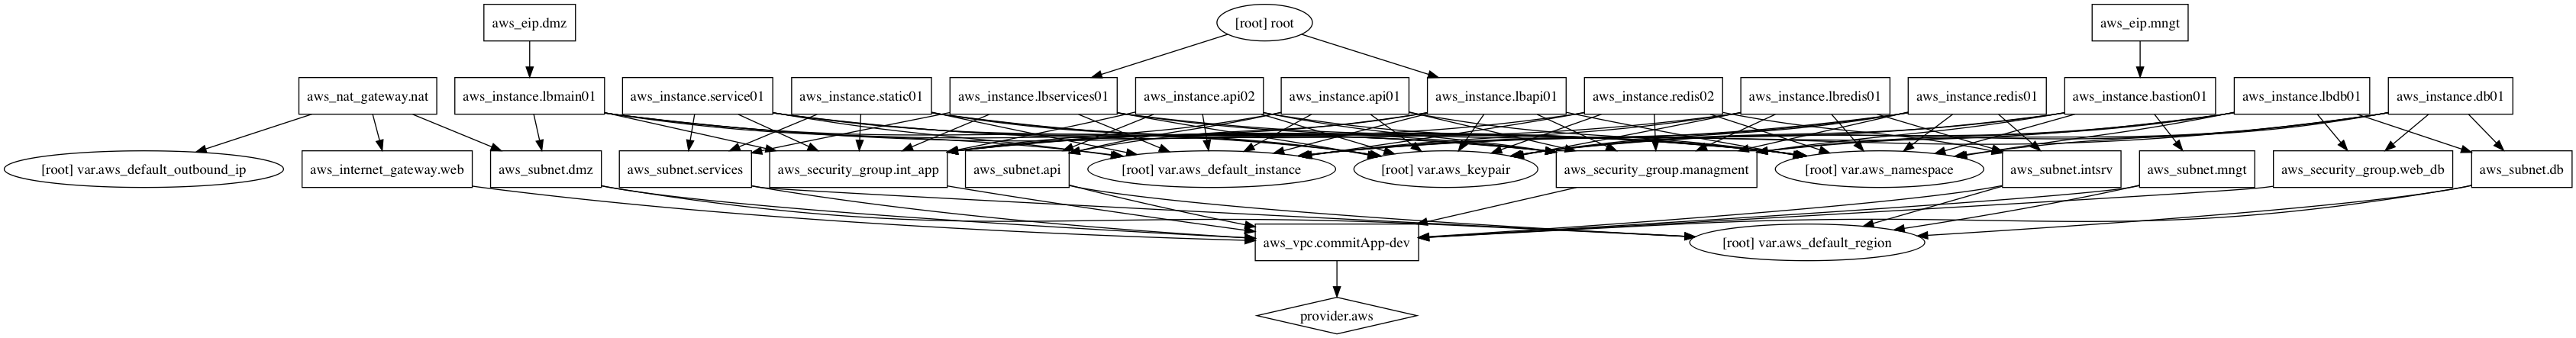 aws_eip.dmz
[root] root
aws_eip.mngt
aws_nat_gateway.nat
aws_instance.lbmain01
aws_instance.service01
aws_instance.static01
aws_instance.lbservices01
aws_instance.api02
aws_instance.api01
aws_instance.lbapi01
aws_instance.redis02
aws_instance.lbredis01
aws_instance.redis01
aws_instance.bastion01
aws_instance.lbdb01
aws_instance.db01
[root] var.aws_default_outbound_ip
aws_internet_gateway.web
aws_subnet.dmz
aws_subnet.services
aws_security_group.int_app
aws_subnet.api
[root] var.aws_default_instance
[root] var.aws_keypair
aws_security_group.managment
[root] var.aws_namespace
aws_subnet.intsrv
aws_subnet.mngt
aws_security_group.web_db
aws_subnet.db
aws_vpc.commitApp-dev
[root] var.aws_default_region
provider.aws